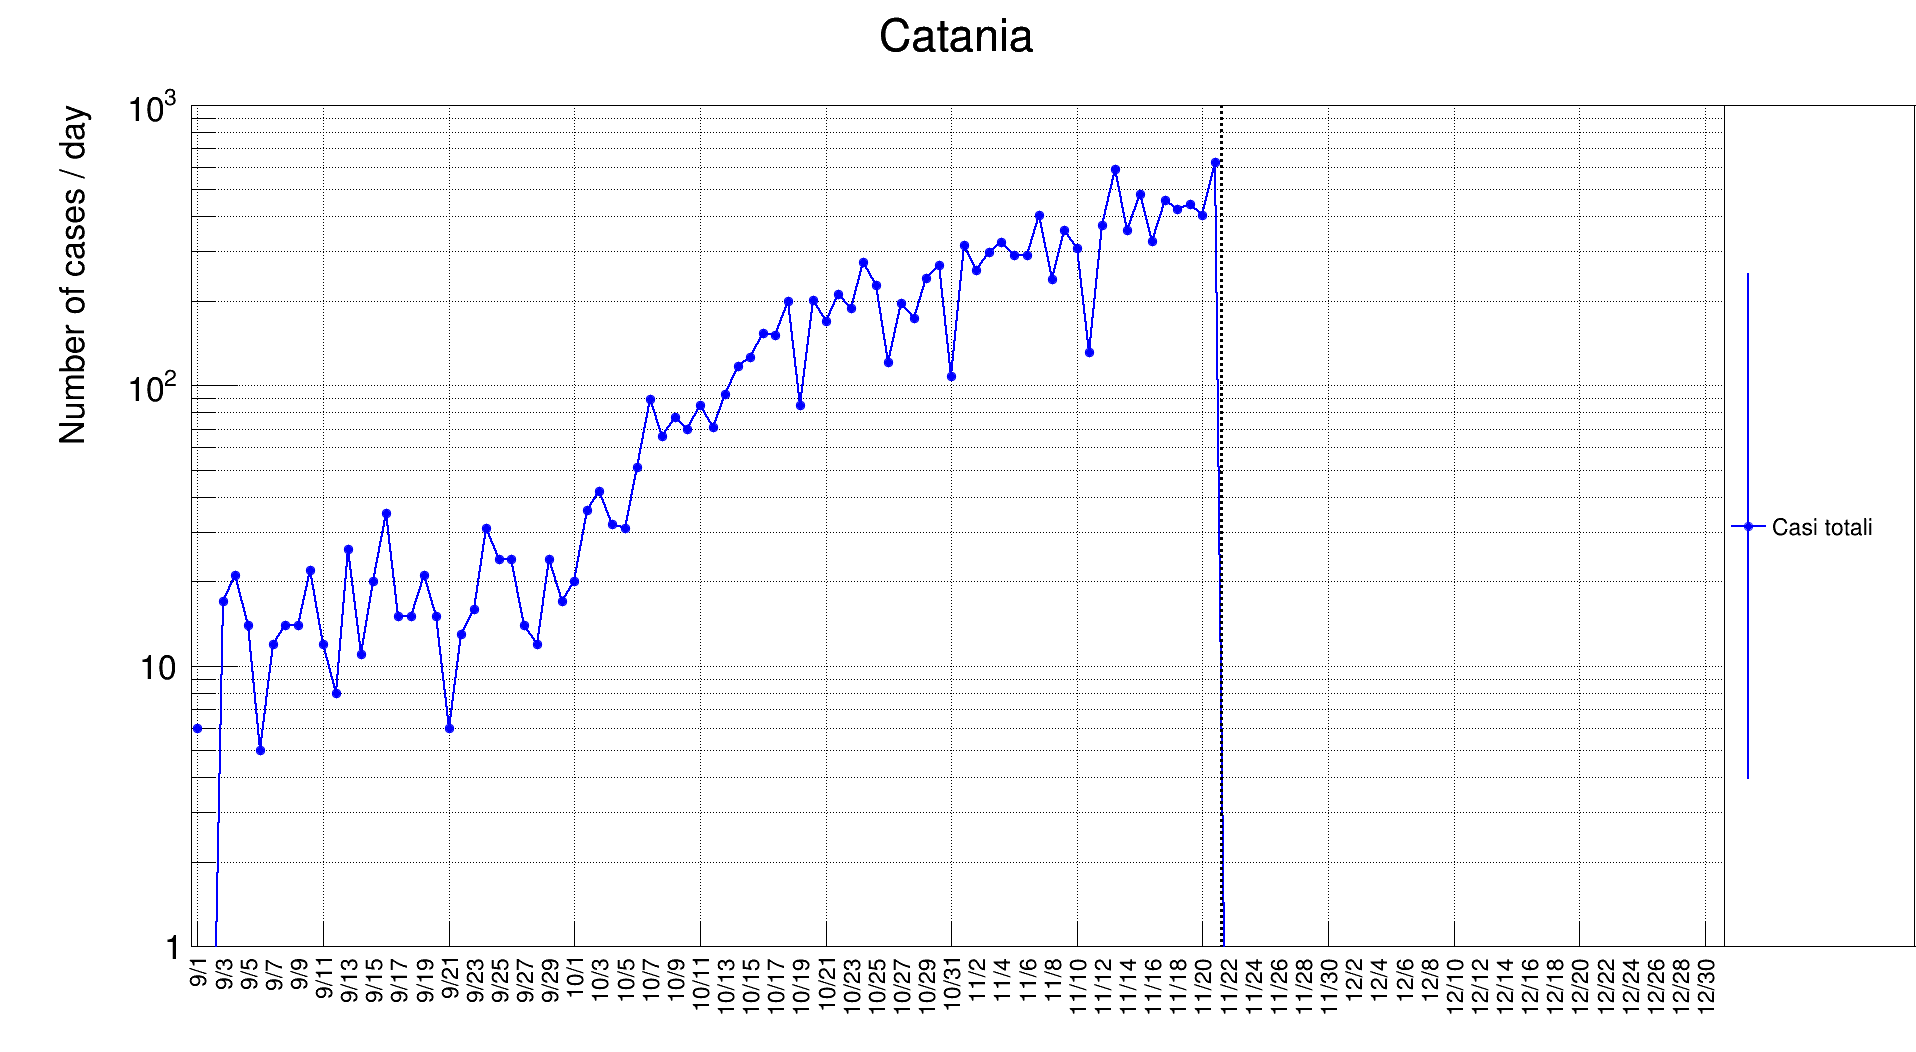 Catania
Number of cases / day
10³
10²
10
1
9/1 9/3 9/5 9/7 9/9 9/11 9/13 9/15 9/17 9/19 9/21 9/23 9/25 9/27 9/29 10/1 10/3 10/5 10/7 10/9 10/11 10/13 10/15 10/17 10/19 10/21 10/23 10/25 10/27 10/29 10/31 11/2 11/4 11/6 11/8 11/10 11/12 11/14 11/16 11/18 11/20 11/22 11/24 11/26 11/28 11/30 12/2 12/4 12/6 12/8 12/10 12/12 12/14 12/16 12/18 12/20 12/22 12/24 12/26 12/28 12/30
Casi totali